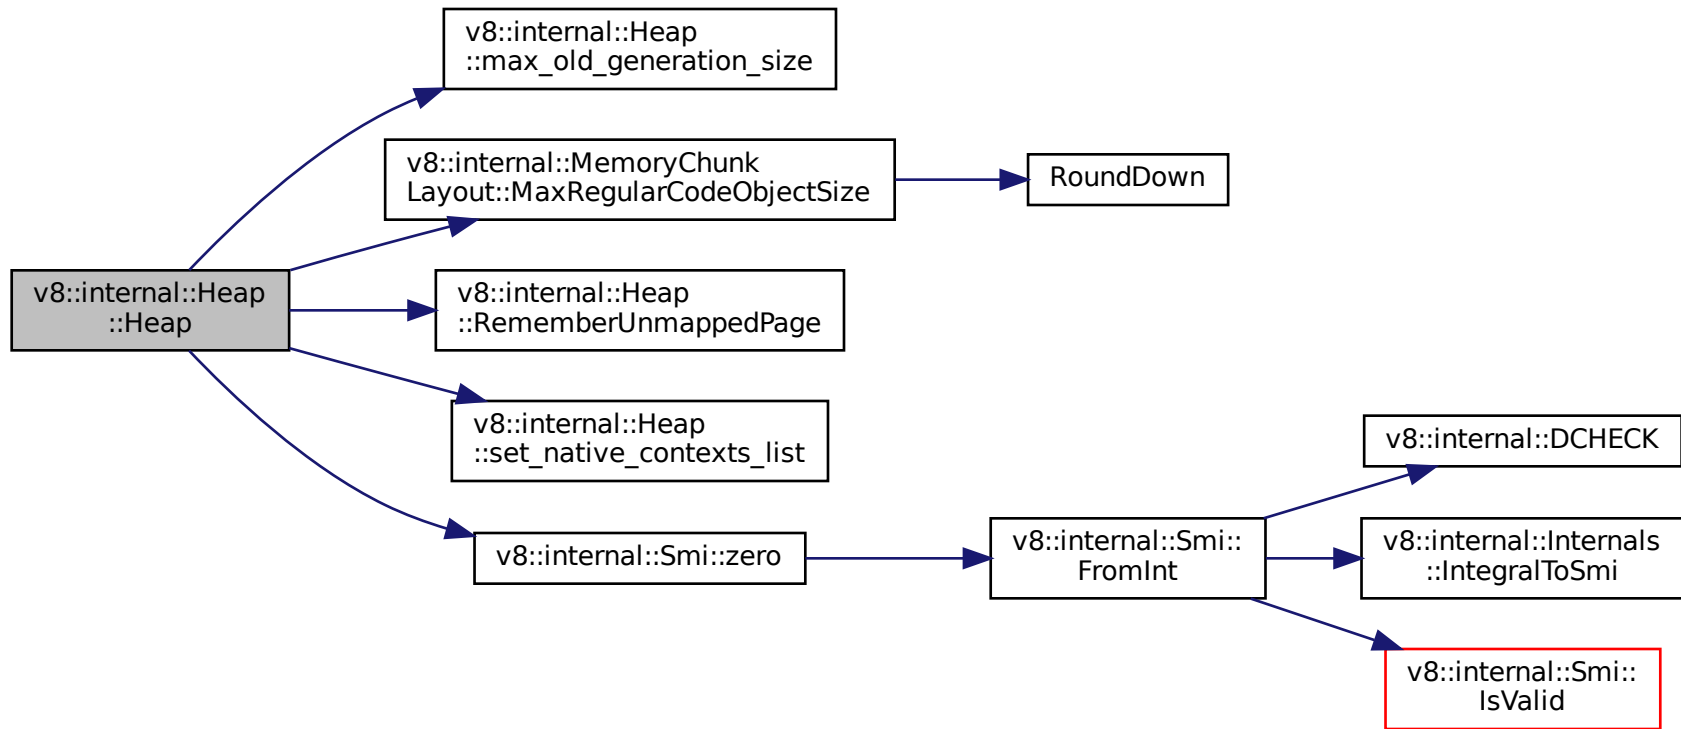 v8::internal::Heap
::max_old_generation_size
v8::internal::MemoryChunk
Layout::MaxRegularCodeObjectSize
RoundDown
v8::internal::Heap
::Heap
v8::internal::Heap
::RememberUnmappedPage
v8::internal::Heap
::set_native_contexts_list
v8::internal::Smi::zero
v8::internal::Smi::
FromInt
v8::internal::DCHECK
v8::internal::Internals
::IntegralToSmi
v8::internal::Smi::
IsValid